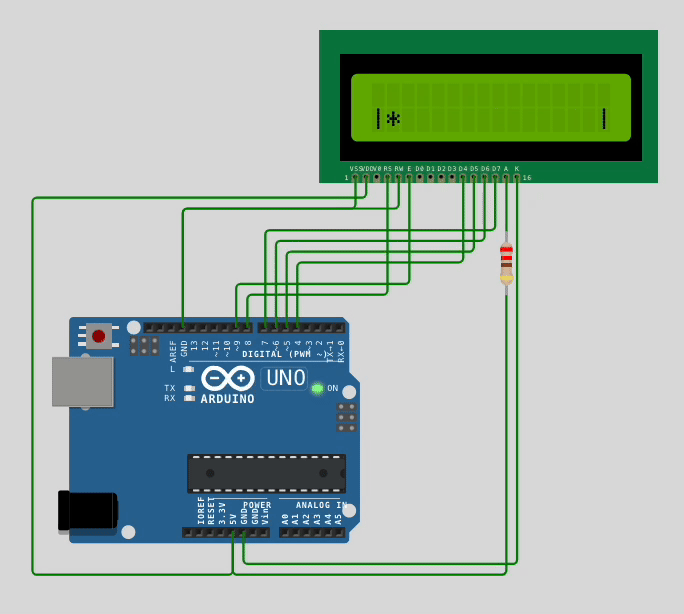 | * |
VSS VDD V0 RS RW E D0 D1 D2 D3 D4 D5 D6 D7 A K
1 16
AREF GND 13 12 ~11 ~10 ~9 8 7 ~6 ~5 4 ~3 2 TX→1 RX←0
DIGITAL (PWM ~)
L
TX
RX
UNO
ON
ARDUINO
IOREF RESET 3.3V 5V GND GND Vin A0 A1 A2 A3 A4 A5
POWER ANALOG IN